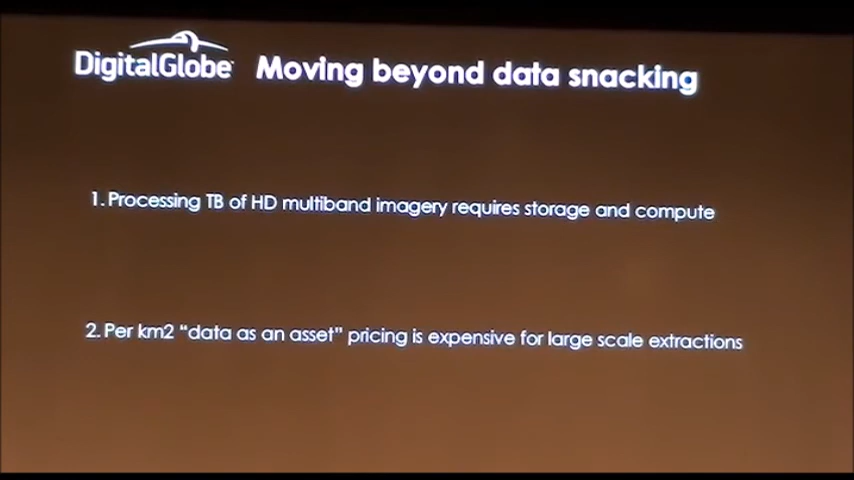 DigitalGlobe Moving beyond data snacking
1. Processing TB of HD multiband imagery requires storage and compute
2. Per km2 “data as an asset” pricing is expensive for large scale extractions